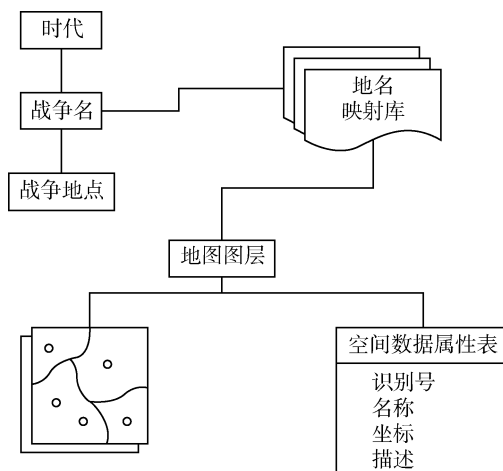 时代
战争名
战争地点
地名
映射库
地图图层
空间数据属性表
识别号
名称
坐标
描述